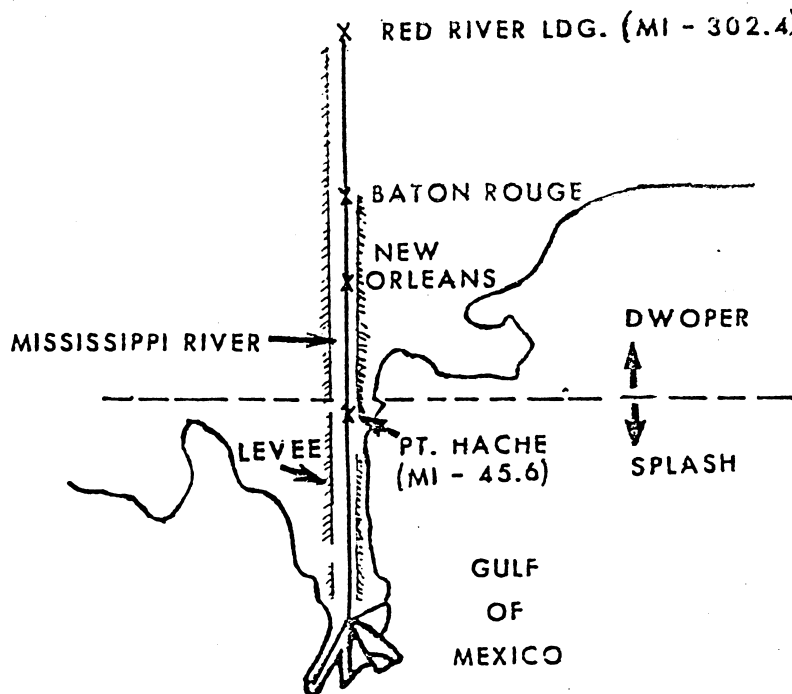 RED RIVER LDG. (MI - 302.4)
BATON ROUGE
NEW
ORLEANS
DWOPER
MISSISSIPPI RIVER
LEVEE
PT. HACHE
(MI - 45.6)
SPLASH
GULF
OF
MEXICO